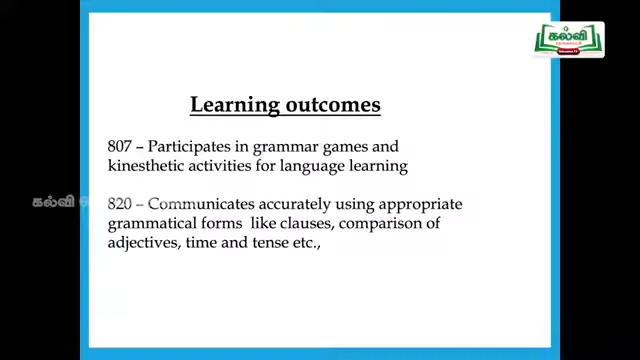 கல்வி
Learning outcomes
807 – Participates in grammar games and
kinesthetic activities for language learning
கல்வி
820 – Communicates accurately using appropriate
grammatical forms like clauses, comparison of
adjectives, time and tense etc.,